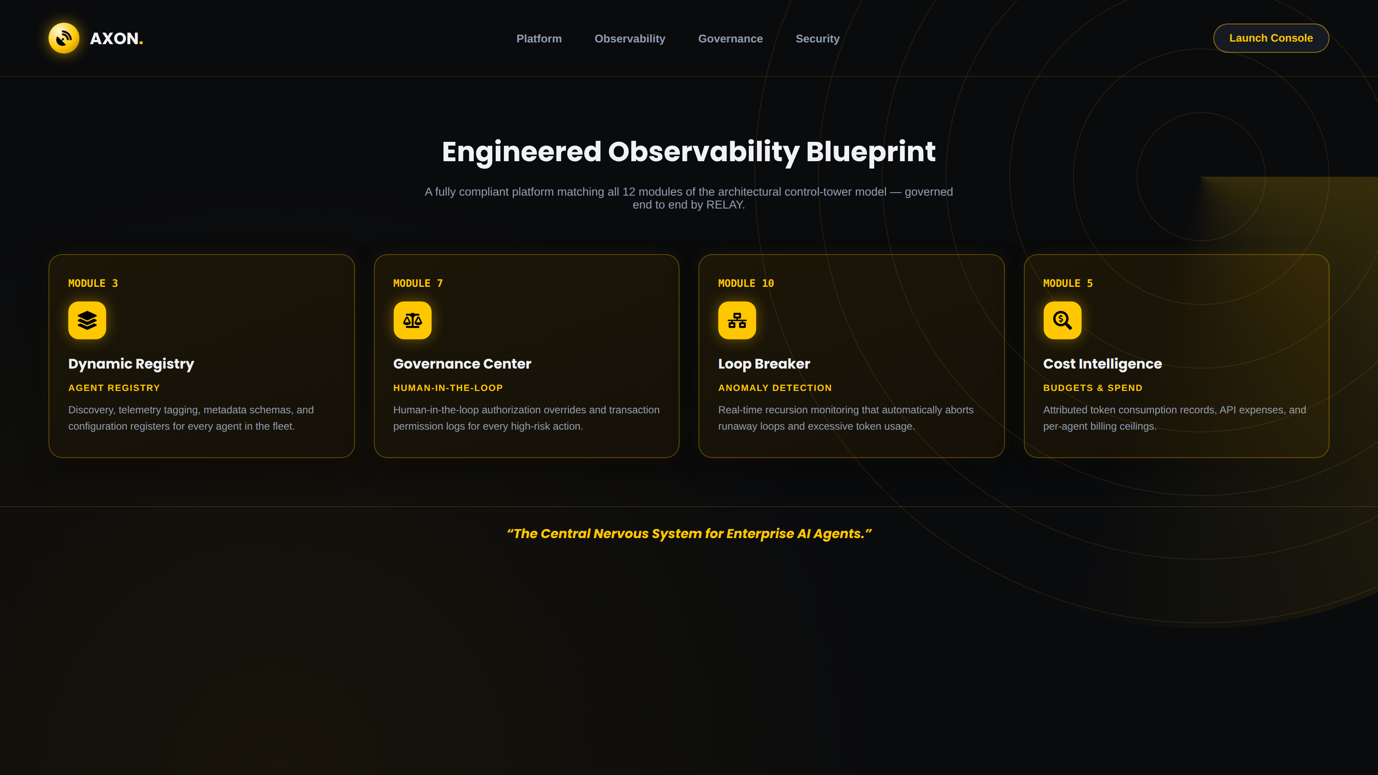 AXON.
Platform
Observability
Governance
Security
Launch Console
Engineered Observability Blueprint
A fully compliant platform matching all 12 modules of the architectural control-tower model — governed
end to end by RELAY.
MODULE 3
Dynamic Registry
AGENT REGISTRY
Discovery, telemetry tagging, metadata schemas, and
configuration registers for every agent in the fleet.
MODULE 7
Governance Center
HUMAN-IN-THE-LOOP
Human-in-the-loop authorization overrides and transaction
permission logs for every high-risk action.
MODULE 10
Loop Breaker
ANOMALY DETECTION
Real-time recursion monitoring that automatically aborts
runaway loops and excessive token usage.
MODULE 5
Cost Intelligence
BUDGETS & SPEND
Attributed token consumption records, API expenses, and
per-agent billing ceilings.
“The Central Nervous System for Enterprise AI Agents.”